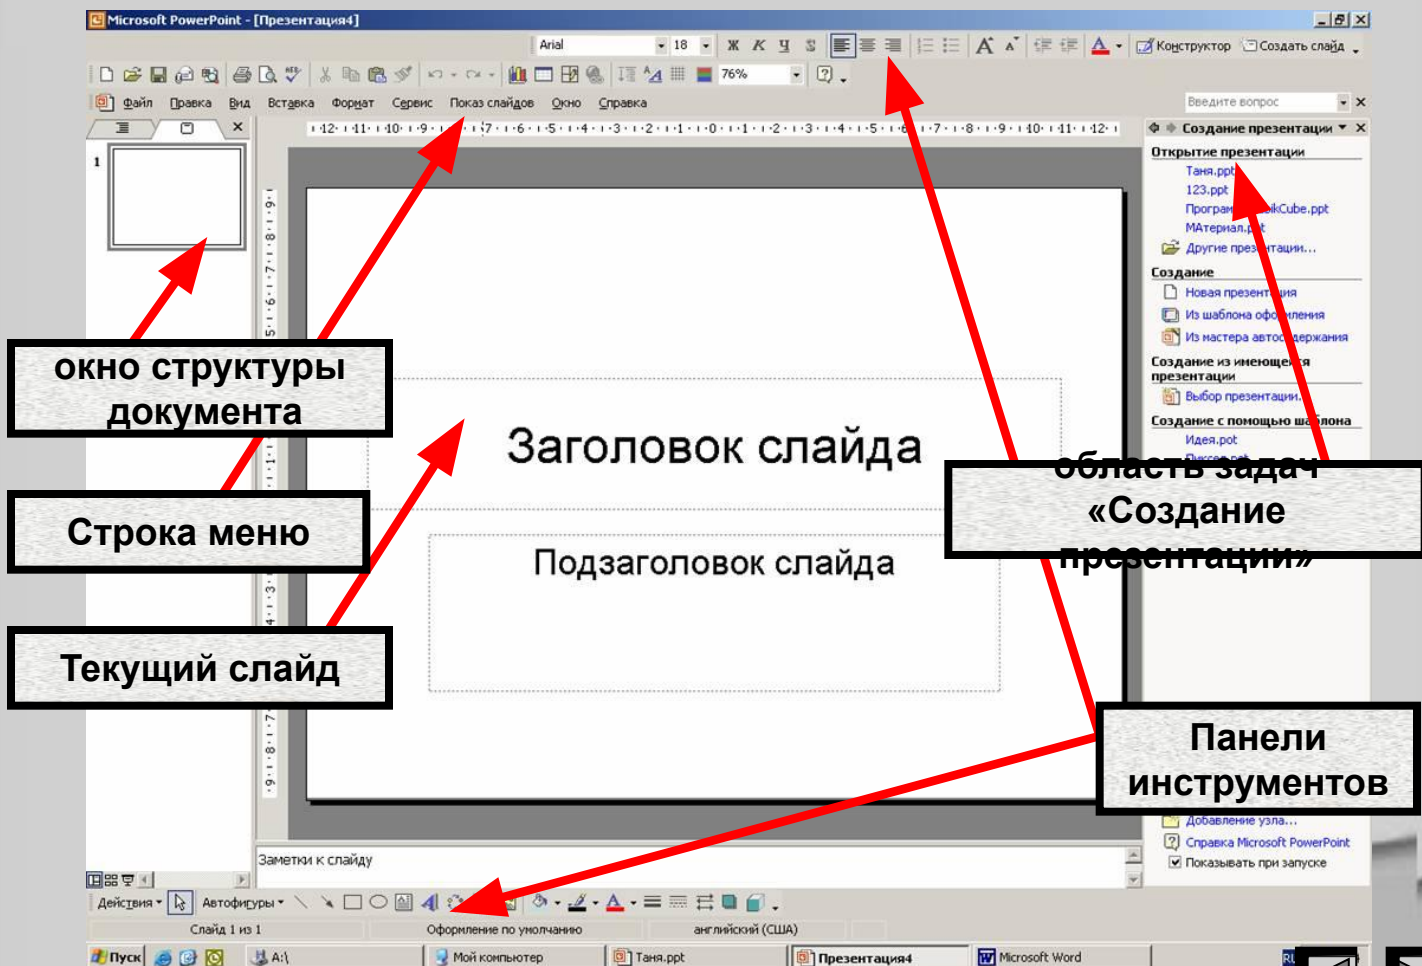 Microsoft PowerPoint - [Презентация4]
Arial 18 Ж К Ч S Конструктор Создать слайд
76%
Файл Правка Вид Вставка Формат Сервис Показ слайдов Окно Справка Введите вопрос
Создание презентации
1
Открытие презентации
Таня.ppt
123.ppt
МАтериал.ppt
Другие презентации...
Создание
Новая презентация
Из шаблона оформления
Из мастера автосодержания
Создание из имеющейся
презентации
Выбор презентации...
Создание с помощью шаблона
Идея.pot
окно структуры
документа
Заголовок слайда
область задач
«Создание
презентации»
Строка меню
Подзаголовок слайда
Текущий слайд
Панели
инструментов
Добавление узла...
Справка Microsoft PowerPoint
Показывать при запуске
Заметки к слайду
Действия Автофигуры
Слайд 1 из 1 Оформление по умолчанию английский (США)
Пуск A:\ Мой компьютер Таня.ppt Презентация4 Microsoft Word